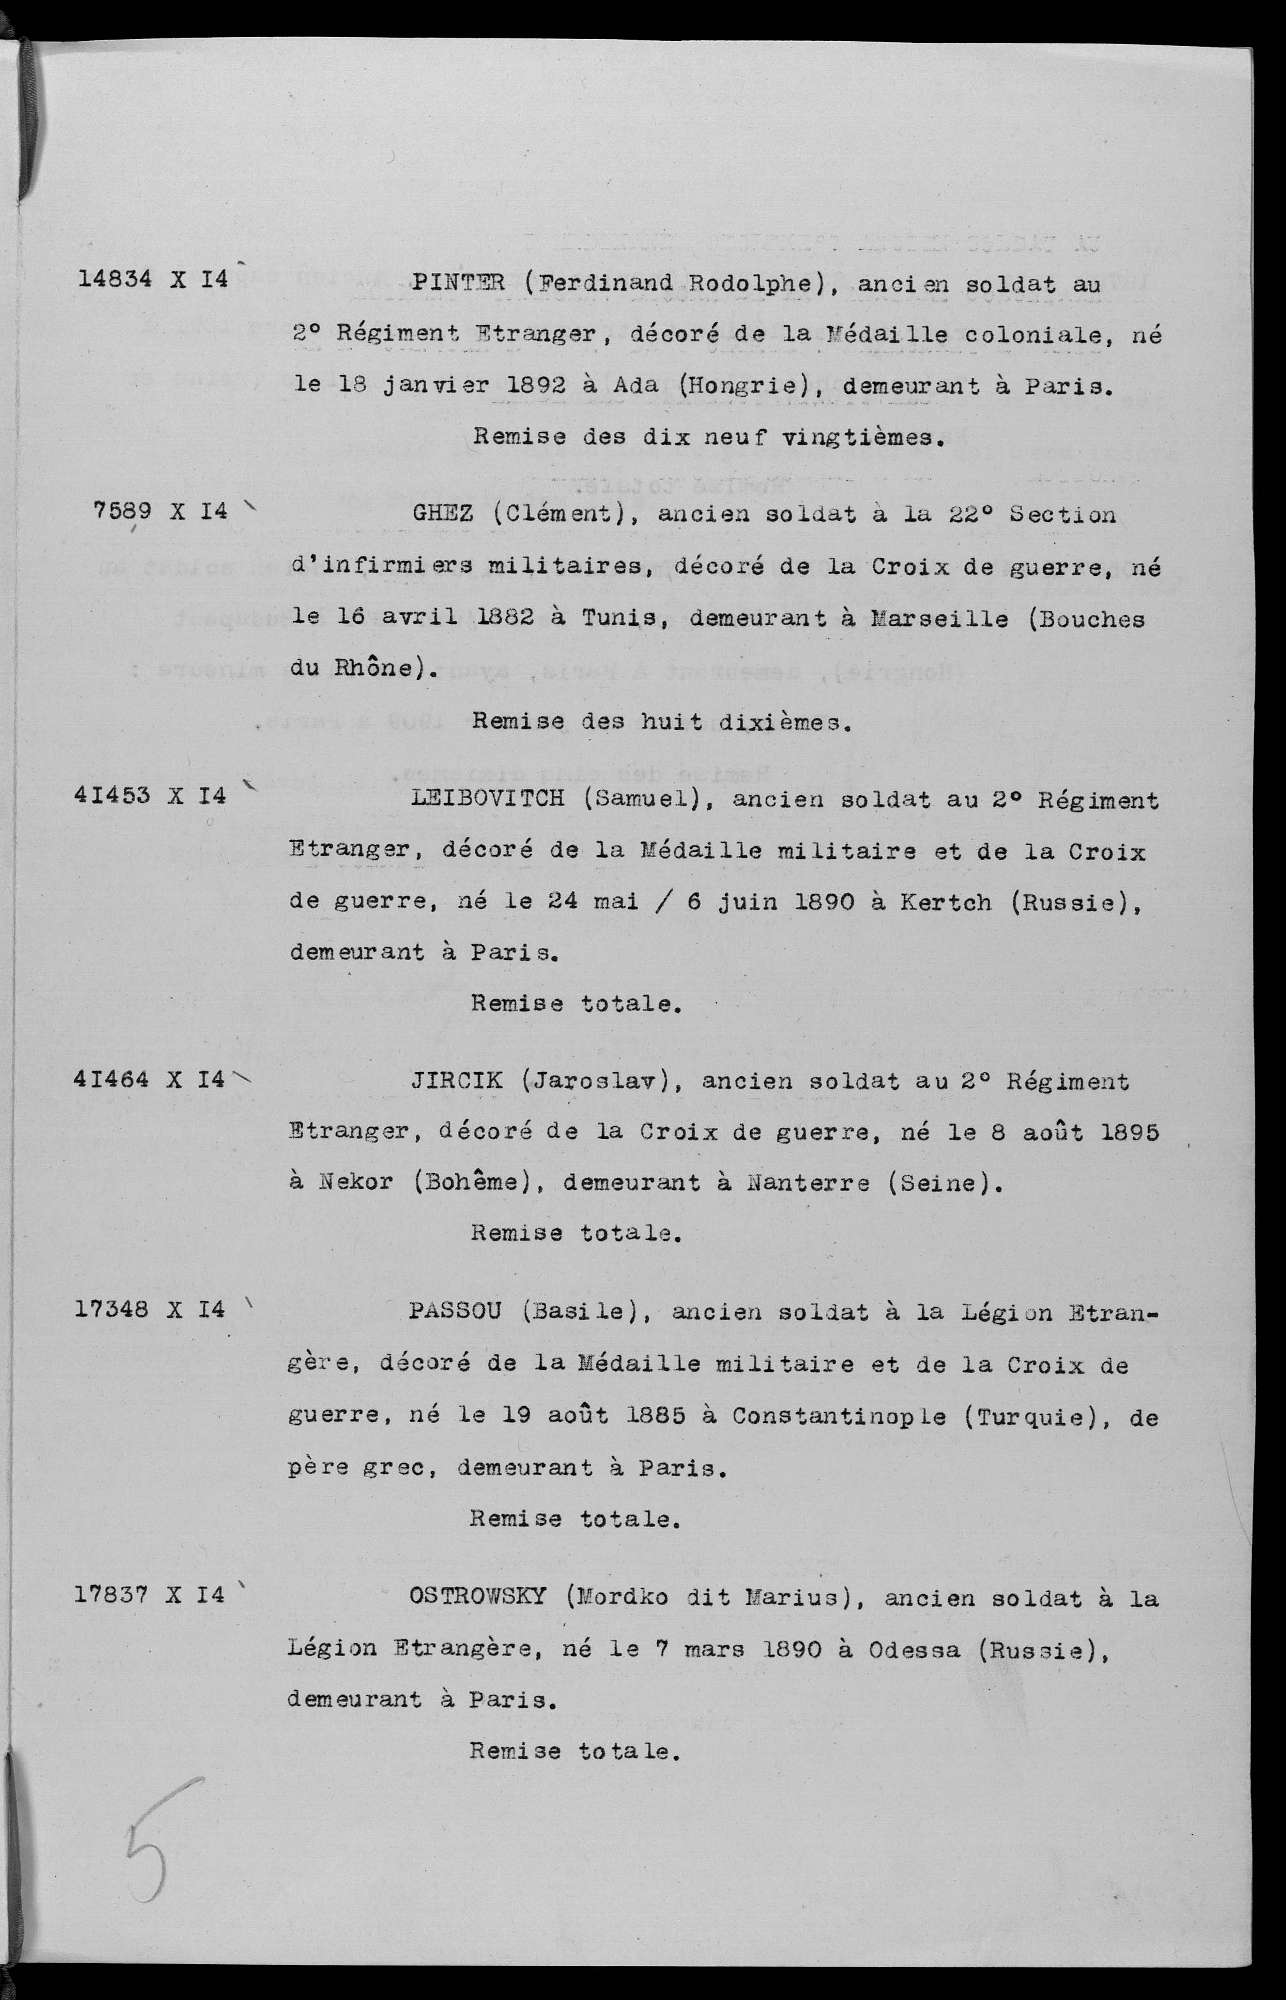 14834 X I4 PINTER (Ferdinand Rodolphe), ancien soldat au
2° Régiment Etranger, décoré de la Médaille coloniale, né
le 18 janvier 1892 à Ada (Hongrie), demeurant à Paris.
Remise des dix neuf vingtièmes.
7589 X I4 GHEZ (Clément), ancien soldat à la 22° Section
d'infirmiers militaires, décoré de la Croix de guerre, né
le 16 avril 1882 à Tunis, demeurant à Marseille (Bouches
du Rhône).
Remise des huit dixièmes.
4I453 X I4 LEIBOVITCH (Samuel), ancien soldat au 2° Régiment
Etranger, décoré de la Médaille militaire et de la Croix
de guerre, né le 24 mai / 6 juin 1890 à Kertch (Russie),
demeurant à Paris.
Remise totale.
4I464 X I4 JIRCIK (Jaroslav), ancien soldat au 2° Régiment
Etranger, décoré de la Croix de guerre, né le 8 août 1895
à Nekor (Bohême), demeurant à Nanterre (Seine).
Remise totale.
17348 X I4 PASSOU (Basile), ancien soldat à la Légion Etran-
gère, décoré de la Médaille militaire et de la Croix de
guerre, né le 19 août 1885 à Constantinople (Turquie), de
père grec, demeurant à Paris.
Remise totale.
17837 X I4 OSTROWSKY (Mordko dit Marius), ancien soldat à la
Légion Etrangère, né le 7 mars 1890 à Odessa (Russie),
demeurant à Paris.
Remise totale.
5